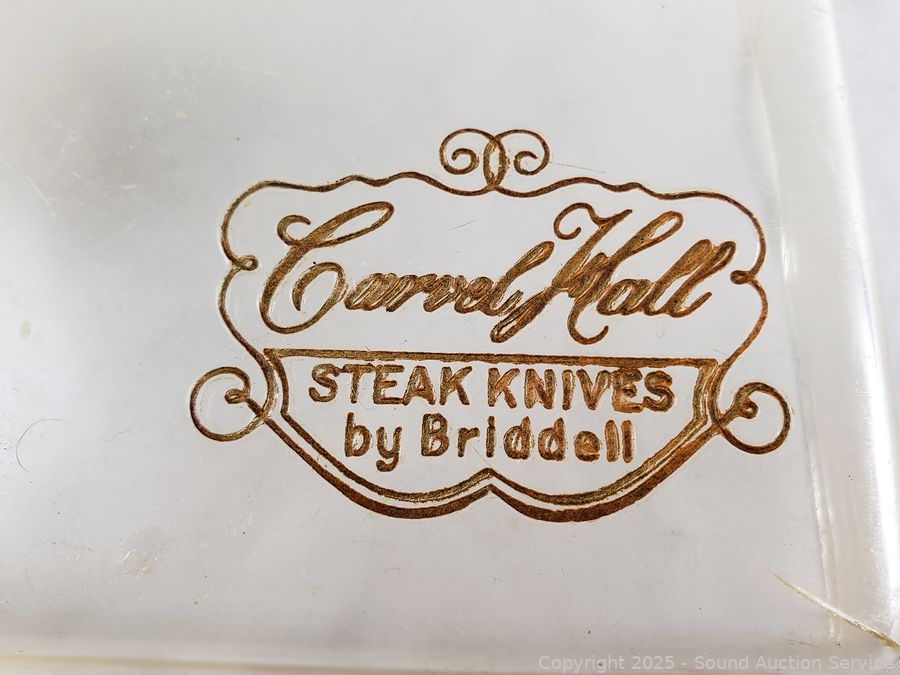 Carvel Hall
STEAK KNIVES
by Briddell
Copyright 2025 - Sound Auction Service